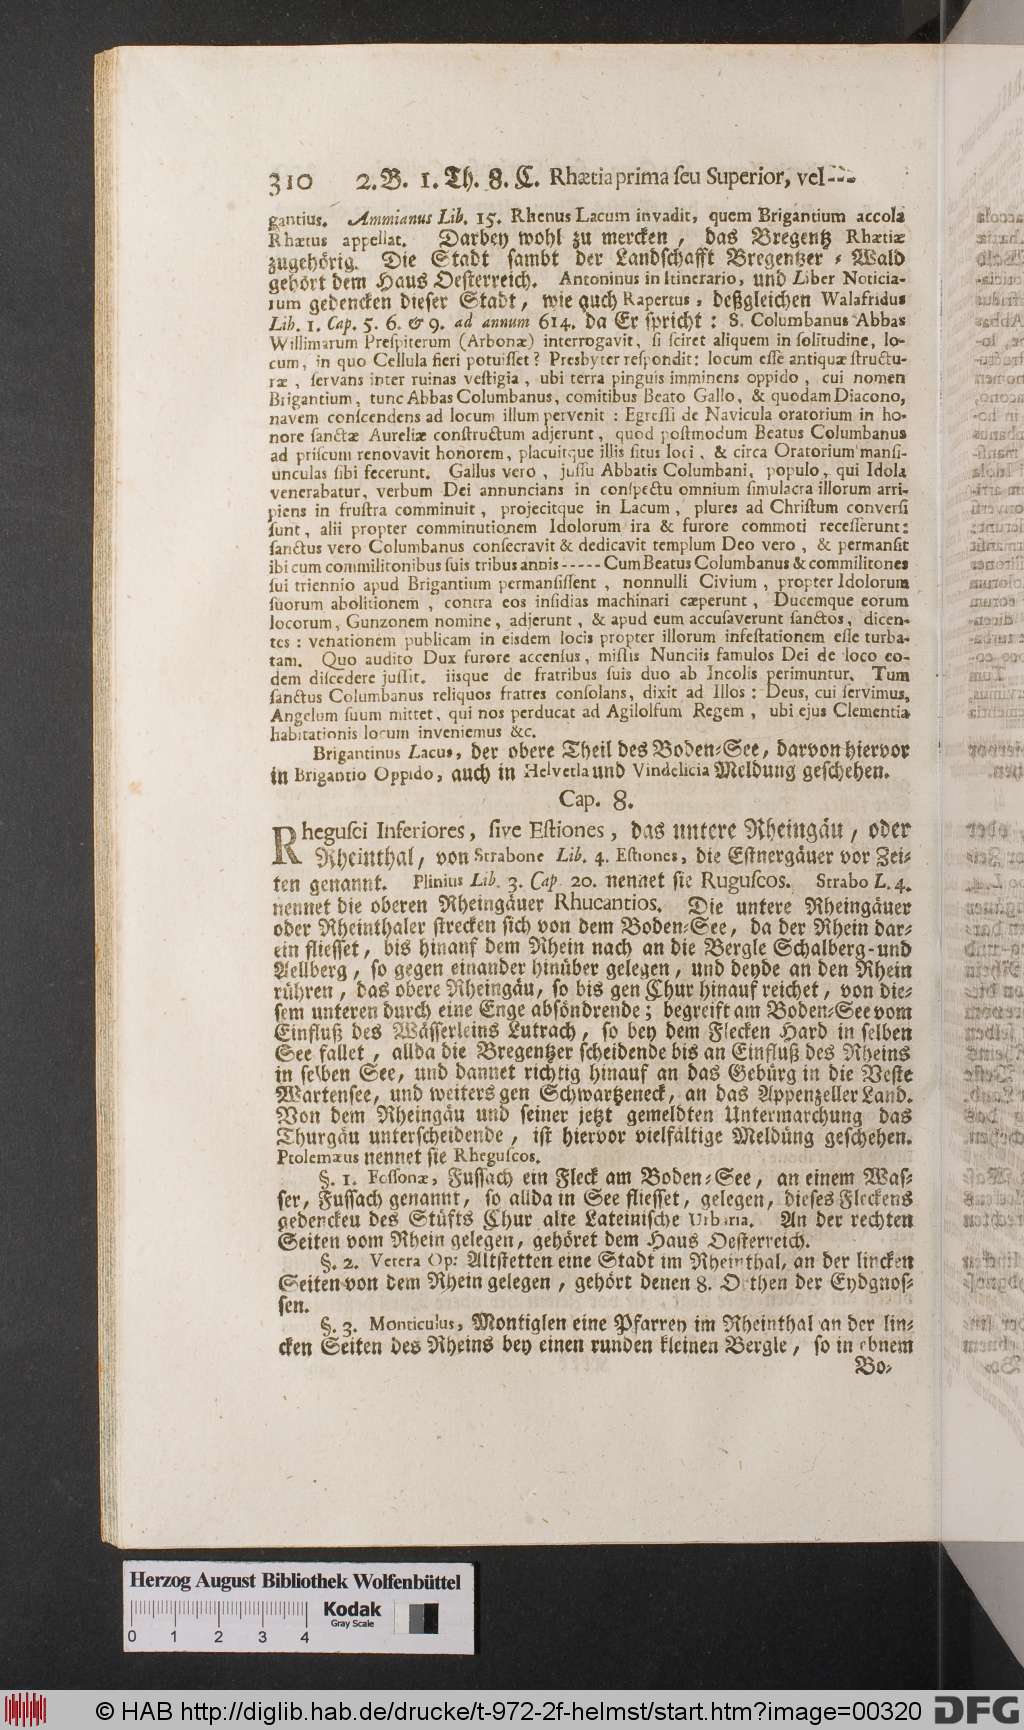 310 2. B. 1. Th. 8. C. Rhætia prima seu Superior, vel---
gantius. Ammianus Lib. 15. Rhenus Lacum invadit, quem Brigantium accola
Rhætus appellat. Darbey wohl zu mercken, das Bregentz Rhætiæ
zugehörig. Die Stadt sambt der Landschafft Bregentzer-Wald
gehört dem Haus Oesterreich. Antoninus in Itinerario, und Liber Noticia-
rum gedencken dieser Stadt, wie auch Rapertus, deßgleichen Walafridus
Lib. 1. Cap. 5. 6. & 9. ad annum 614. da Er spricht: S. Columbanus Abbas
Willimarum Prespiterum (Arbonæ) interrogavit, si sciret aliquem in solitudine, lo-
cum, in quo Cellula fieri potuisset? Presbyter respondit: locum esse antiquæ structu-
ræ, servans inter ruinas vestigia, ubi terra pinguis imminens oppido, cui nomen
Brigantium, tunc Abbas Columbanus, comitibus Beato Gallo, & quodam Diacono,
navem conscendens ad locum illum pervenit: Egressi de Navicula oratorium in ho-
nore sanctæ Aureliæ constructum adjerunt, quod postmodum Beatus Columbanus
ad priscum renovavit honorem, placuitque illis situs loci, & circa Oratorium mansi-
unculas sibi fecerunt. Gallus vero, jussu Abbatis Columbani, populo, qui Idola
venerabatur, verbum Dei annuncians in conspectu omnium simulacra illorum arri-
piens in frustra comminuit, projecitque in Lacum, plures ad Christum conversi
sunt, alii propter comminutionem Idolorum ira & furore commoti recesserunt:
sanctus vero Columbanus consecravit & dedicavit templum Deo vero, & permansit
ibi cum commilitonibus suis tribus annis-----Cum Beatus Columbanus & commilitones
sui triennio apud Brigantium permansissent, nonnulli Civium, propter Idolorum
suorum abolitionem, contra eos insidias machinari cæperunt, Ducemque eorum
locorum, Gunzonem nomine, adjerunt, & apud eum accusaverunt sanctos, dicen-
tes: venationem publicam in eisdem locis propter illorum infestationem esse turba-
tam. Quo audito Dux furore accensus, missis Nunciis famulos Dei de loco eo-
dem discedere jussit. iisque de fratribus suis duo ab Incolis perimuntur. Tum
sanctus Columbanus reliquos fratres consolans, dixit ad Illos: Deus, cui servimus,
Angelum suum mittet, qui nos perducat ad Agilolfum Regem, ubi ejus Clementia
habitationis locum inveniemus &c.
Brigantinus Lacus, der obere Theil des Boden-See, darvon hiervor
in Brigantio Oppido, auch in Helvetia und Vindelicia Meldung geschehen.
Cap. 8.
Rhegusci Inferiores, sive Estiones, das untere Rheingäu, oder
Rheinthal, von Strabone Lib. 4. Estiones, die Estnergäuer vor Zei-
ten genannt. Plinius Lib. 3. Cap. 20. nennet sie Ruguscos. Strabo L. 4.
nennet die oberen Rheingäuer Rhucantios. Die untere Rheingäuer
oder Rheinthaler strecken sich von dem Boden-See, da der Rhein dar-
ein fliesset, bis hinauf dem Rhein nach an die Bergle Schalberg-und
Aellberg, so gegen einander hinüber gelegen, und beyde an den Rhein
rühren, das obere Rheingäu, so bis gen Chur hinauf reichet, von die-
sem unteren durch eine Enge absöndrende; begreift am Boden-See vom
Einfluß des Wässerleins Lutrach, so bey dem Flecken Hard in selben
See fallet, allda die Bregentzer scheidende bis an Einfluß des Rheins
in selben See, und dannet richtig hinauf an das Gebürg in die Veste
Wartensee, und weiters gen Schwartzeneck, an das Appenzeller Land.
Von dem Rheingäu und seiner jetzt gemeldten Untermarchung das
Thurgäu unterscheidende, ist hiervor vielfältige Meldung geschehen.
Ptolemæus nennet sie Rheguscos.
§. 1. Fossonæ, Fussach ein Fleck am Boden-See, an einem Was-
ser, Fussach genannt, so allda in See fliesset, gelegen, dieses Fleckens
gedencken des Stüfts Chur alte Lateinische Urbaria. An der rechten
Seiten vom Rhein gelegen, gehöret dem Haus Oesterreich.
§. 2. Vetera Op: Altstetten eine Stadt im Rheinthal, an der lincken
Seiten von dem Rhein gelegen, gehört denen 8. Orthen der Eydgnos-
sen.
§. 3. Monticulus, Montiglen eine Pfarrey im Rheinthal an der lin-
cken Seiten des Rheins bey einen runden kleinen Bergle, so in ebnem
Bo-
Herzog August Bibliothek Wolfenbüttel
Kodak
Gray Scale
0 1 2 3 4
© HAB http://diglib.hab.de/drucke/t-972-2f-helmst/start.htm?image=00320 DFG